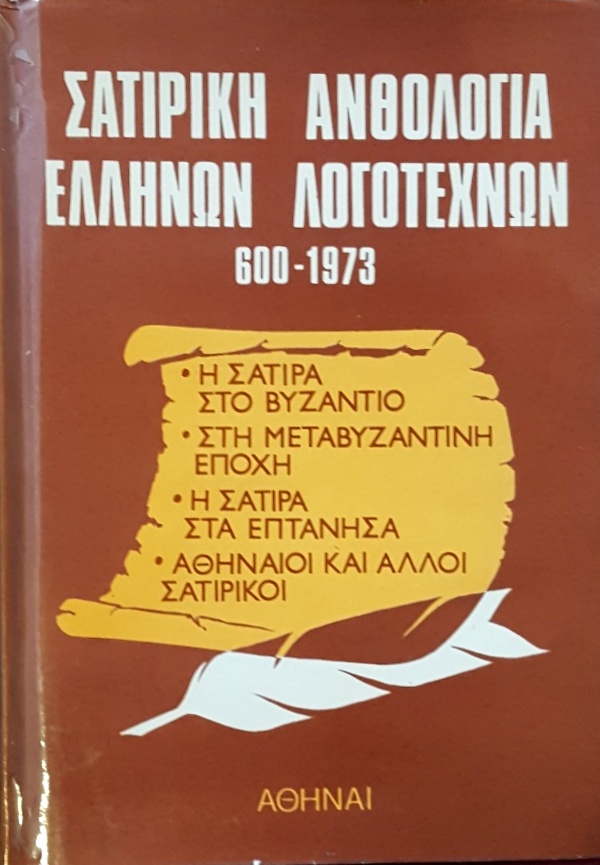 ΣΑΤΙΡΙΚΗ ΑΝΘΟΛΟΓΙΑ
ΕΛΛΗΝΩΝ ΛΟΓΟΤΕΧΝΩΝ
600-1973
• Η ΣΑΤΙΡΑ
ΣΤΟ ΒΥΖΑΝΤΙΟ
• ΣΤΗ ΜΕΤΑΒΥΖΑΝΤΙΝΗ
ΕΠΟΧΗ
• Η ΣΑΤΙΡΑ
ΣΤΑ ΕΠΤΑΝΗΣΑ
• ΑΘΗΝΑΙΟΙ ΚΑΙ ΑΛΛΟΙ
ΣΑΤΙΡΙΚΟΙ
ΑΘΗΝΑΙ